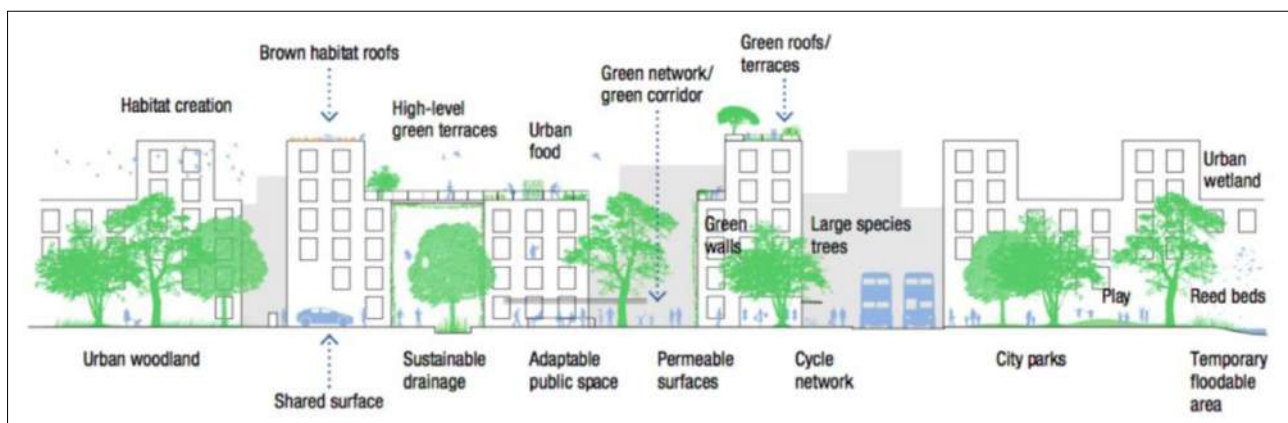 Brown habitat roofs
Green roofs/
terraces
Green network/
green corridor
Habitat creation
High-level
green terraces
Urban
food
Urban
wetland
Green
walls
Large species
trees
Play
Reed beds
Urban woodland
Sustainable
drainage
Adaptable
public space
Permeable
surfaces
Cycle
network
City parks
Temporary
floodable
area
Shared surface